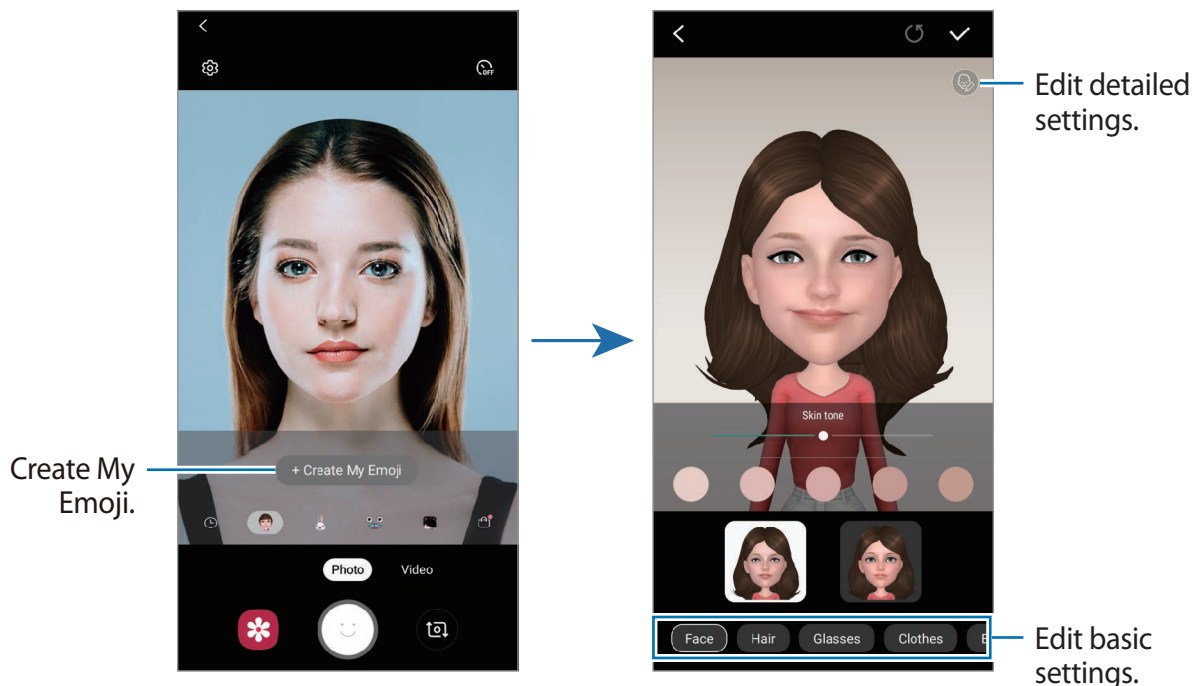 OFF
Edit detailed
settings.
Skin tone
Create My
Emoji.
+ Create My Emoji
Photo
Video
Face
Hair
Glasses
Clothes
Edit basic
settings.